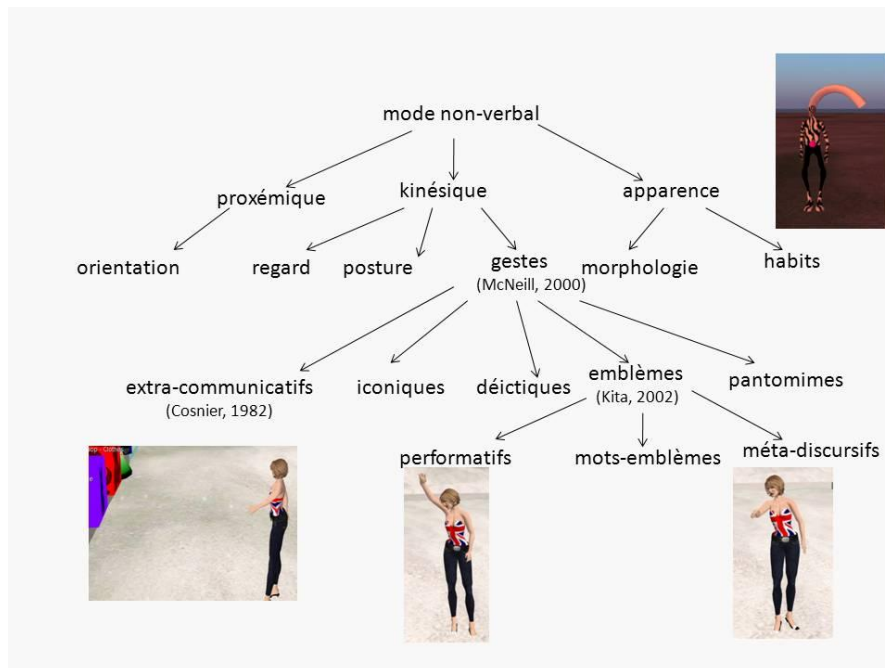 mode non-verbal
proxémique
kinésique
apparence
orientation
regard
posture
gestes
(McNeill, 2000)
morphologie
habits
extra-communicatifs
(Cosnier, 1982)
iconiques
déictiques
emblèmes
(Kita, 2002)
pantomimes
performatifs
mots-emblèmes
méta-discursifs